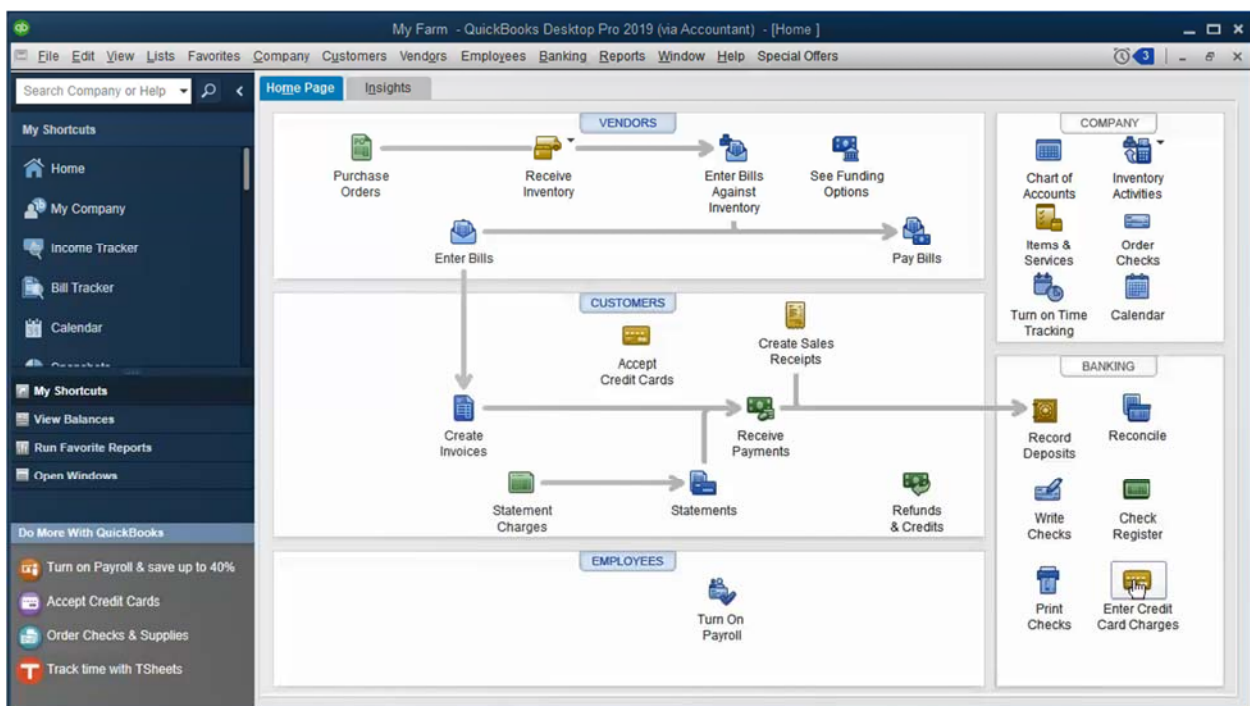 My Farm - QuickBooks Desktop Pro 2019 (via Accountant) - [Home ]
File Edit View Lists Favorites Company Customers Vendors Employees Banking Reports Window Help Special Offers 3
Search Company or Help
My Shortcuts
Home
My Company
Income Tracker
Bill Tracker
Calendar
Snapshots
My Shortcuts
View Balances
Run Favorite Reports
Open Windows
Do More With QuickBooks
Turn on Payroll & save up to 40%
Accept Credit Cards
Order Checks & Supplies
Track time with TSheets
Home Page Insights
VENDORS
Purchase
Orders
Receive
Inventory
Enter Bills
Against
Inventory
See Funding
Options
Enter Bills
Pay Bills
CUSTOMERS
Accept
Credit Cards
Create Sales
Receipts
Create
Invoices
Receive
Payments
Statement
Charges
Statements
Refunds
& Credits
EMPLOYEES
Turn On
Payroll
COMPANY
Chart of
Accounts
Inventory
Activities
Items &
Services
Order
Checks
Turn on Time
Tracking
Calendar
BANKING
Record
Deposits
Reconcile
Write
Checks
Check
Register
Print
Checks
Enter Credit
Card Charges